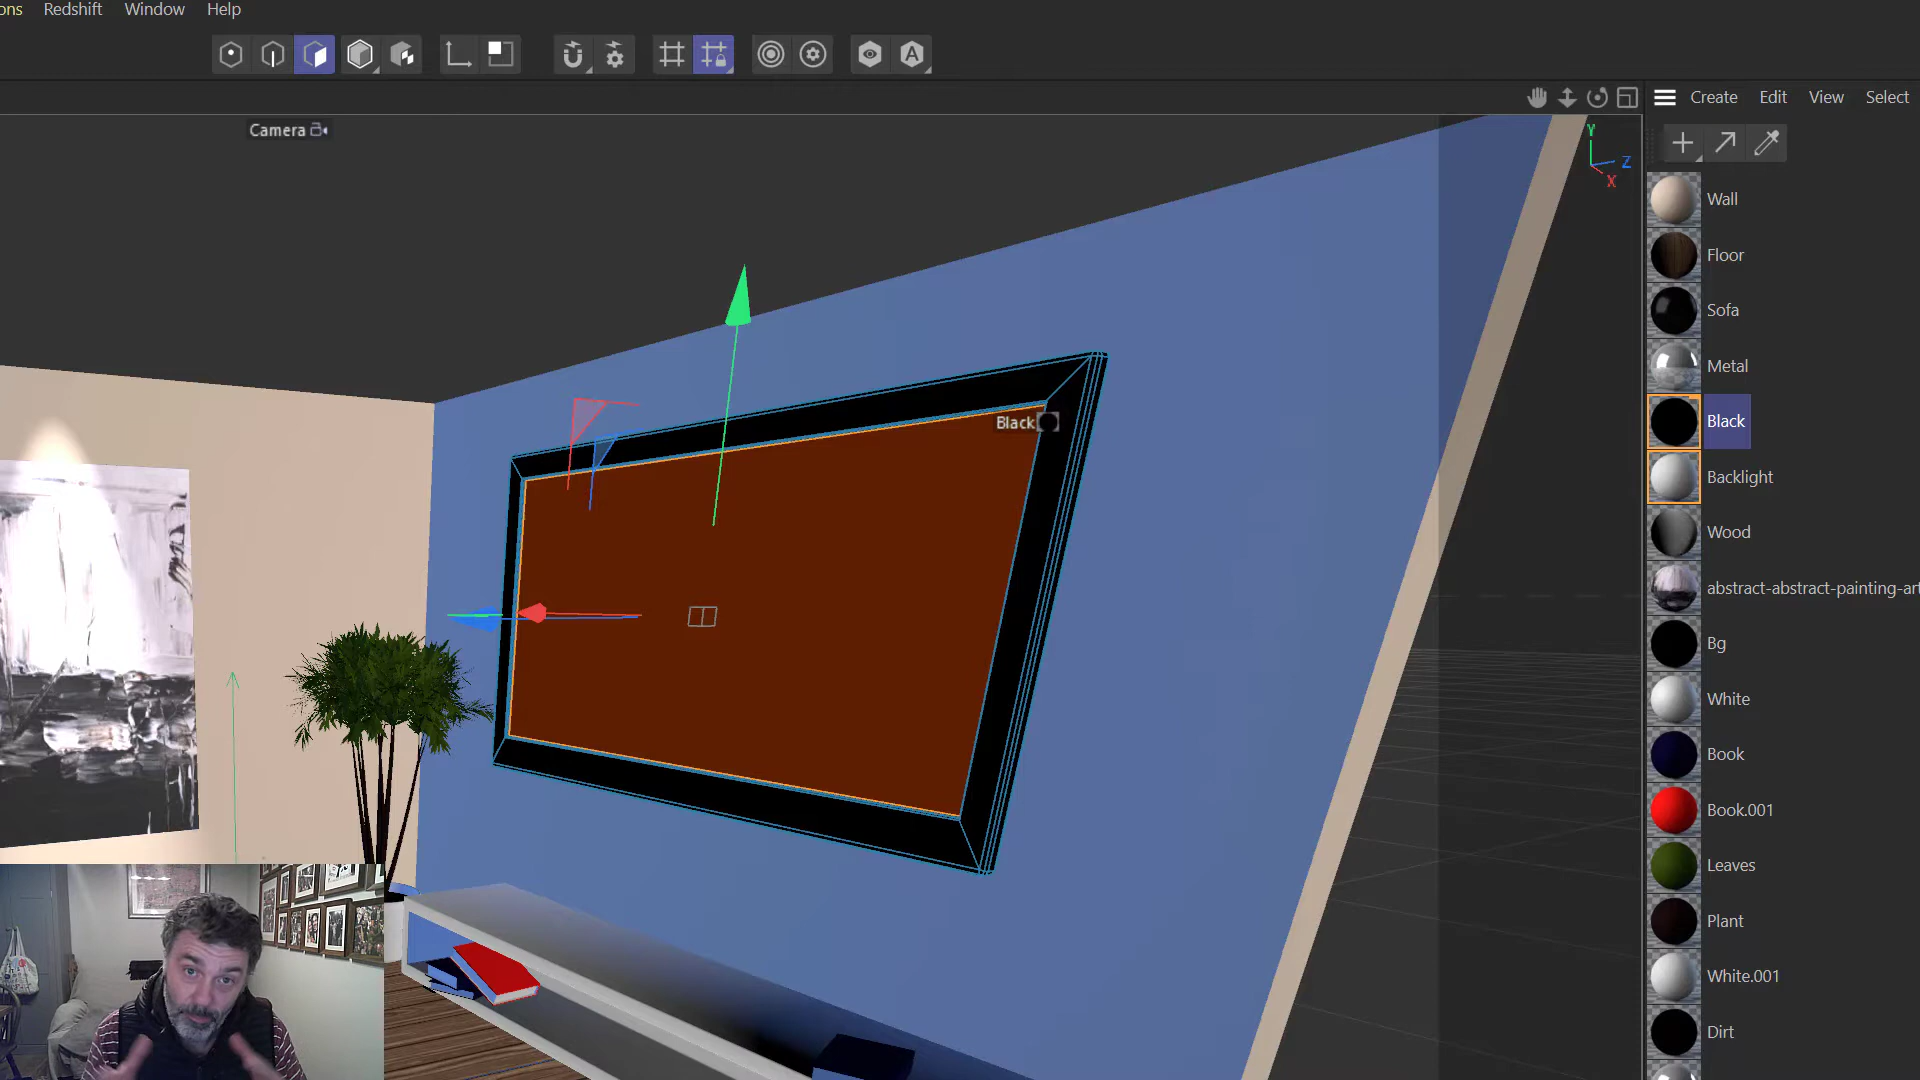 ons Redshift Window Help
Create Edit View Select
Camera
Y
Z
X
Wall
Floor
Sofa
Metal
Black
Black
Backlight
Wood
abstract-abstract-painting-art
Bg
White
Book
Book.001
Leaves
Plant
White.001
Dirt